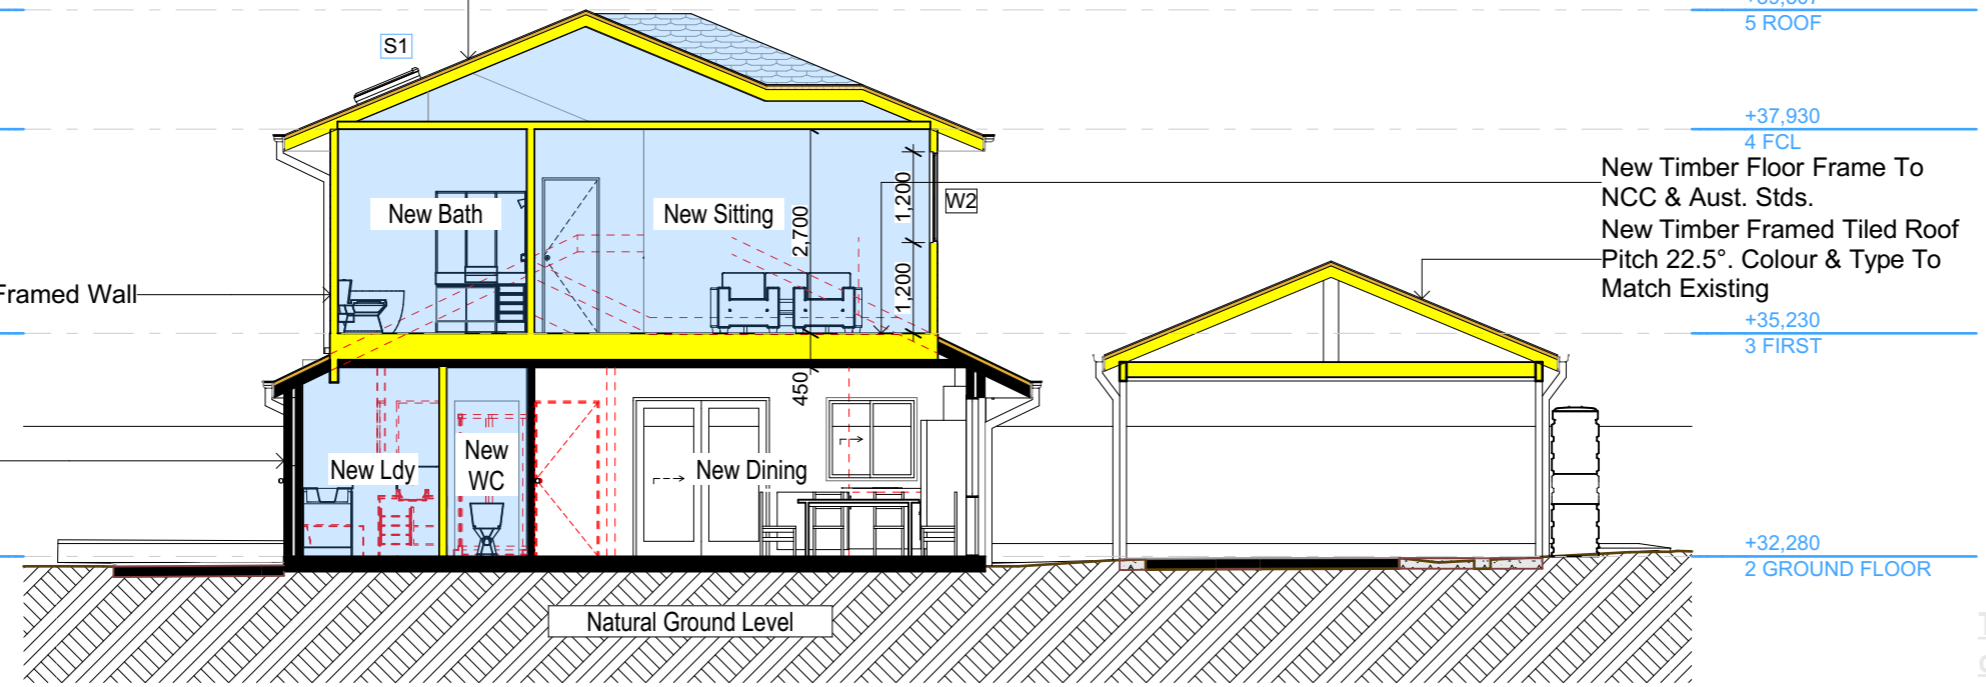 5 ROOF
S1
+37,930
4 FCL
New Timber Floor Frame To
NCC & Aust. Stds.
New Timber Framed Tiled Roof
Pitch 22.5°. Colour & Type To
Match Existing
New Bath
New Sitting
2,700
1,200
W2
1,200
Framed Wall
+35,230
3 FIRST
450
New Ldy
New
WC
New Dining
+32,280
2 GROUND FLOOR
Natural Ground Level